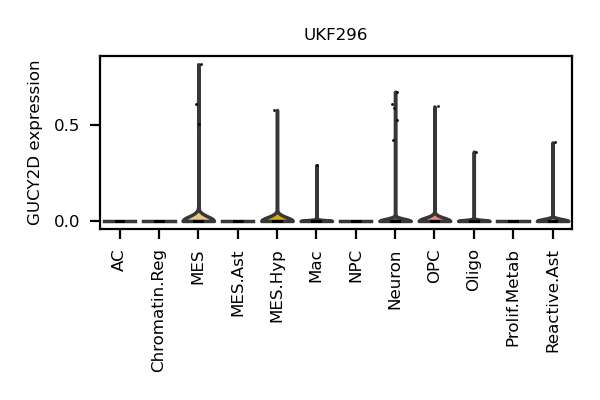 UKF296
GUCY2D expression
0.5
0.0
AC
Chromatin.Reg
MES
MES.Ast
MES.Hyp
Mac
NPC
Neuron
OPC
Oligo
Prolif.Metab
Reactive.Ast